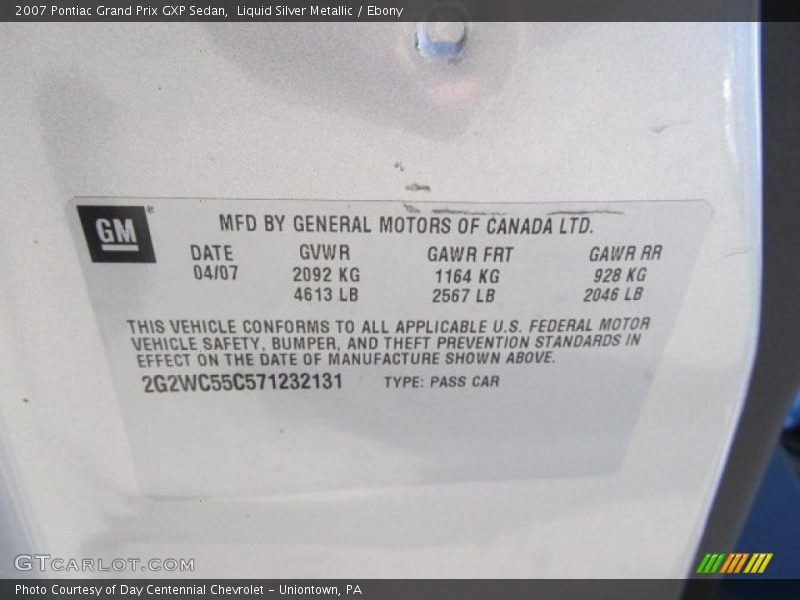 2007 Pontiac Grand Prix GXP Sedan,  Liquid Silver Metallic / Ebony
GM®
MFD BY GENERAL MOTORS OF CANADA LTD.
DATE GVWR GAWR FRT GAWR RR
04/07 2092 KG 1164 KG 928 KG
4613 LB 2567 LB 2046 LB
THIS VEHICLE CONFORMS TO ALL APPLICABLE U.S. FEDERAL MOTOR
VEHICLE SAFETY, BUMPER, AND THEFT PREVENTION STANDARDS IN
EFFECT ON THE DATE OF MANUFACTURE SHOWN ABOVE.
2G2WC55C571232131 TYPE: PASS CAR
GTCARLOT.COM
Photo Courtesy of Day Centennial Chevrolet – Uniontown, PA